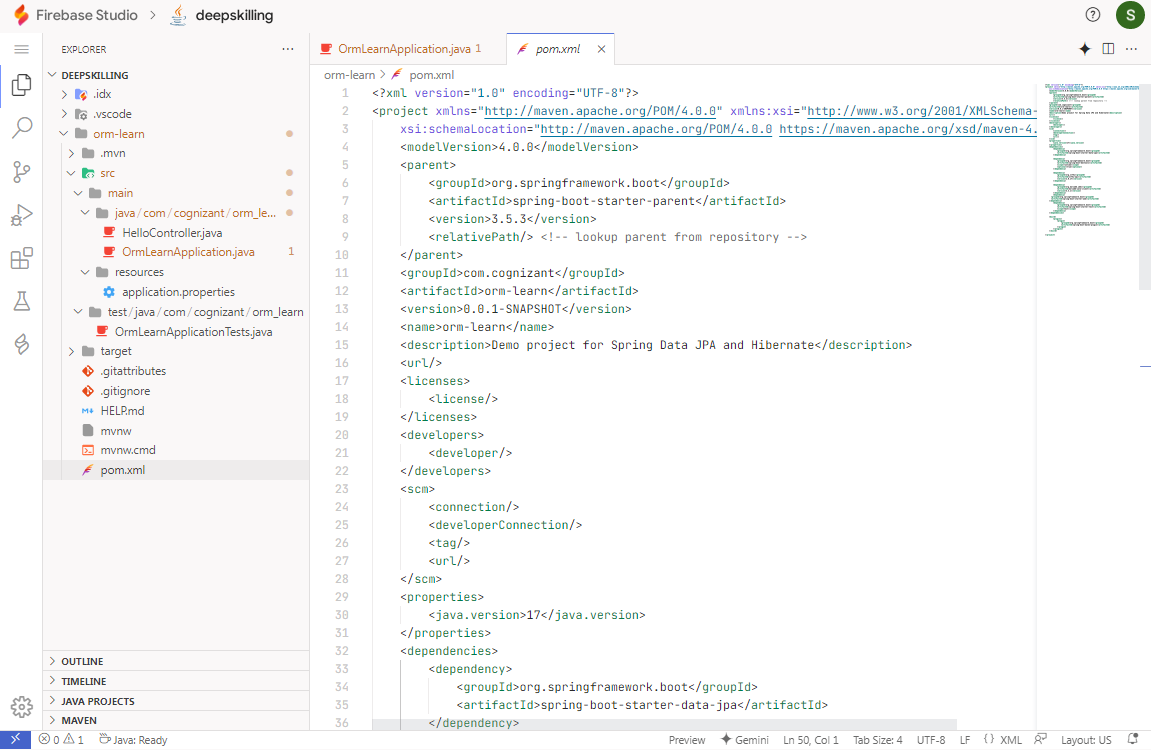 Firebase Studio > deepskilling
S
EXPLORER
OrmLearnApplication.java 1
pom.xml
DEEPSKILLING
.idx
.vscode
orm-learn
.mvn
src
main
java/com/cognizant/orm_le...
HelloController.java
OrmLearnApplication.java 1
resources
application.properties
test/java/com/cognizant/orm_learn
OrmLearnApplicationTests.java
target
.gitattributes
.gitignore
HELP.md
mvnw
mvnw.cmd
pom.xml
OUTLINE
TIMELINE
JAVA PROJECTS
MAVEN
orm-learn > pom.xml
1 <?xml version="1.0" encoding="UTF-8"?>
2 <project xmlns="http://maven.apache.org/POM/4.0.0" xmlns:xsi="http://www.w3.org/2001/XMLSchema-
3 xsi:schemaLocation="http://maven.apache.org/POM/4.0.0 https://maven.apache.org/xsd/maven-4.
4 <modelVersion>4.0.0</modelVersion>
5 <parent>
6 <groupId>org.springframework.boot</groupId>
7 <artifactId>spring-boot-starter-parent</artifactId>
8 <version>3.5.3</version>
9 <relativePath/> <!-- lookup parent from repository -->
10 </parent>
11 <groupId>com.cognizant</groupId>
12 <artifactId>orm-learn</artifactId>
13 <version>0.0.1-SNAPSHOT</version>
14 <name>orm-learn</name>
15 <description>Demo project for Spring Data JPA and Hibernate</description>
16 <url/>
17 <licenses>
18 <license/>
19 </licenses>
20 <developers>
21 <developer/>
22 </developers>
23 <scm>
24 <connection/>
25 <developerConnection/>
26 <tag/>
27 <url/>
28 </scm>
29 <properties>
30 <java.version>17</java.version>
31 </properties>
32 <dependencies>
33 <dependency>
34 <groupId>org.springframework.boot</groupId>
35 <artifactId>spring-boot-starter-data-jpa</artifactId>
36 </dependency>
0 1 Java: Ready Preview Gemini Ln 50, Col 1 Tab Size: 4 UTF-8 LF {} XML Layout: US